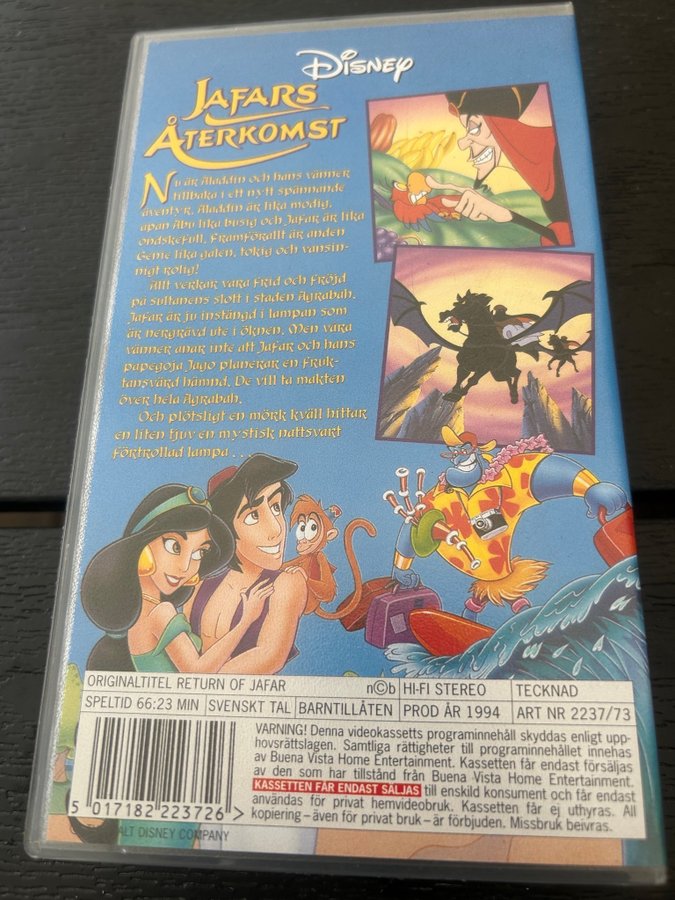 Disney
JAFARS
ÅTERKOMST
Nu är Aladdin och hans vänner
tillbaka i ett nytt spännande
äventyr. Aladdin är lika modig,
apan Abu lika busig och Jafar är lika
ondskefull. Framförallt är anden
Genie lika galen, tokig och vansin-
nigt rolig!
Allt verkar vara frid och fröjd
på sultanens slott i staden Agrabah.
Jafar är ju instängd i lampan som
är nergrävd ute i öknen. Men våra
vänner anar inte att Jafar och hans
papegoja Jago planerar en fruk-
tansvärd hämnd. De vill ta makten
över hela Agrabah.
Och plötsligt en mörk kväll hittar
en liten tjuv en mystisk nattsvart
förtrollad lampa . . .
ORIGINALTITEL RETURN OF JAFAR n©b HI-FI STEREO TECKNAD
SPELTID 66:23 MIN SVENSKT TAL BARNTILLÅTEN PROD ÅR 1994 ART NR 2237/73
VARNING! Denna videokassetts programinnehåll skyddas enligt upp-
hovsrättslagen. Samtliga rättigheter till programinnehållet innehas
av Buena Vista Home Entertainment. Kassetten får endast försäljas
av den som har tillstånd från Buena Vista Home Entertainment.
KASSETTEN FÅR ENDAST SÄLJAS till enskild konsument och får endast
användas för privat hemvideobruk. Kassetten får ej uthyras. All
kopiering – även för privat bruk – är förbjuden. Missbruk beivras.
5 017182 223726 >
ALT DISNEY COMPANY